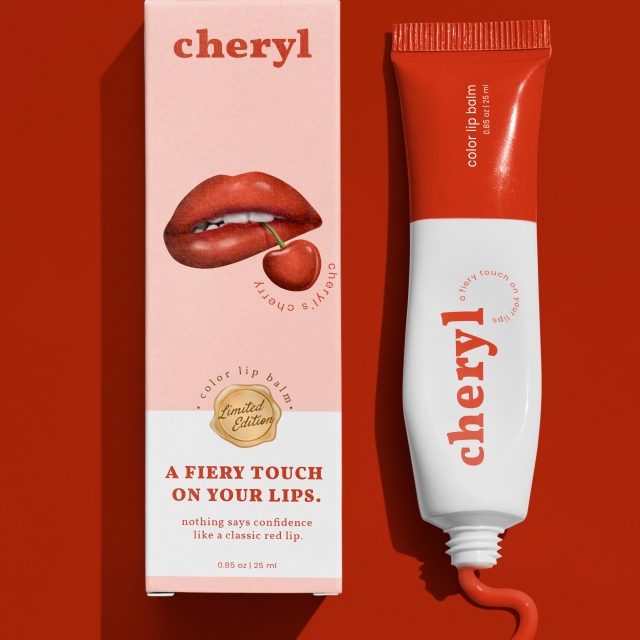 cheryl
cheryl's cherry
• color lip balm •
Limited
Edition
A FIERY TOUCH
ON YOUR LIPS.
nothing says confidence
like a classic red lip.
0.85 oz | 25 ml
color lip balm
0.85 oz | 25 ml
a fiery touch on your lips
cheryl